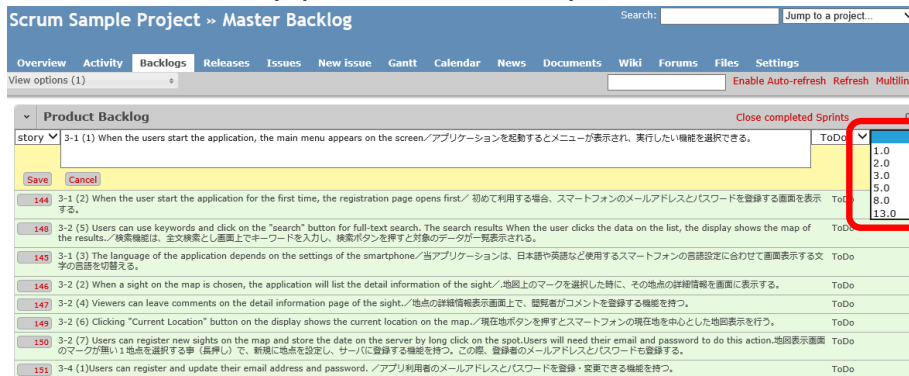 Scrum Sample Project » Master Backlog
Search:
Jump to a project...
Overview Activity Backlogs Releases Issues New issue Gantt Calendar News Documents Wiki Forums Files Settings
View options (1)
Enable Auto-refresh Refresh Multilin
Product Backlog
Close completed Sprints
story 3-1 (1) When the users start the application, the main menu appears on the screen／アプリケーションを起動するとメニューが表示され、実行したい機能を選択できる。 ToDo
1.0
2.0
3.0
5.0
8.0
13.0
Save Cancel
144 3-1 (2) When the user start the application for the first time, the registration page opens first／ 初めて利用する場合、スマートフォンのメールアドレスとパスワードを登録する画面を表示 ToDo
する。
148 3-2 (5) Users can use keywords and click on the "search" button for full-text search. The search results When the user clicks the data on the list, the display shows the map of ToDo
the results.／検索機能は、全文検索とし画面上でキーワードを入力し、検索ボタンを押すと対象のデータが一覧表示される。
145 3-1 (3) The language of the application depends on the settings of the smartphone／当アプリケーションは、日本語や英語など使用するスマートフォンの言語設定に合わせて画面表示する文 ToDo
字の言語を切替える。
146 3-2 (2) When a sight on the map is chosen, the application will list the detail information of the sight／.地図上のマークを選択した時に、その地点の詳細情報を画面に表示する。 ToDo
147 3-2 (4) Viewers can leave comments on the detail information page of the sight.／地点の詳細情報表示画面上で、閲覧者がコメントを登録する機能を持つ。 ToDo
149 3-2 (6) Clicking "Current Location" button on the display shows the current location on the map.／現在地ボタンを押すとスマートフォンの現在地を中心とした地図表示を行う。 ToDo
150 3-2 (7) Users can register new sights on the map and store the date on the server by long click on the spot.Users will need their email and password to do this action.地図表示画面 ToDo
のマークが無い１地点を選択する事（長押し）で、新規に地点を設定し、サーバに登録する機能を持つ。この際、登録者のメールアドレスとパスワードも登録する。
151 3-4 (1)Users can register and update their email address and password. ／アプリ利用者のメールアドレスとパスワードを登録・変更できる機能を持つ。 ToDo